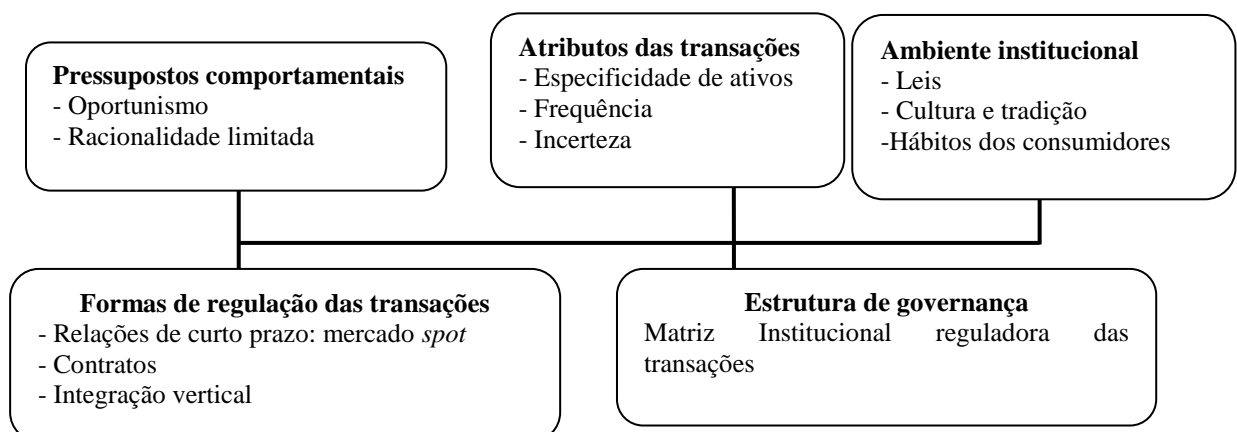 Pressupostos comportamentais
- Oportunismo
- Racionalidade limitada
Atributos das transações
- Especificidade de ativos
- Frequência
- Incerteza
Ambiente institucional
- Leis
- Cultura e tradição
-Hábitos dos consumidores
Formas de regulação das transações
- Relações de curto prazo: mercado spot
- Contratos
- Integração vertical
Estrutura de governança
Matriz Institucional reguladora das
transações